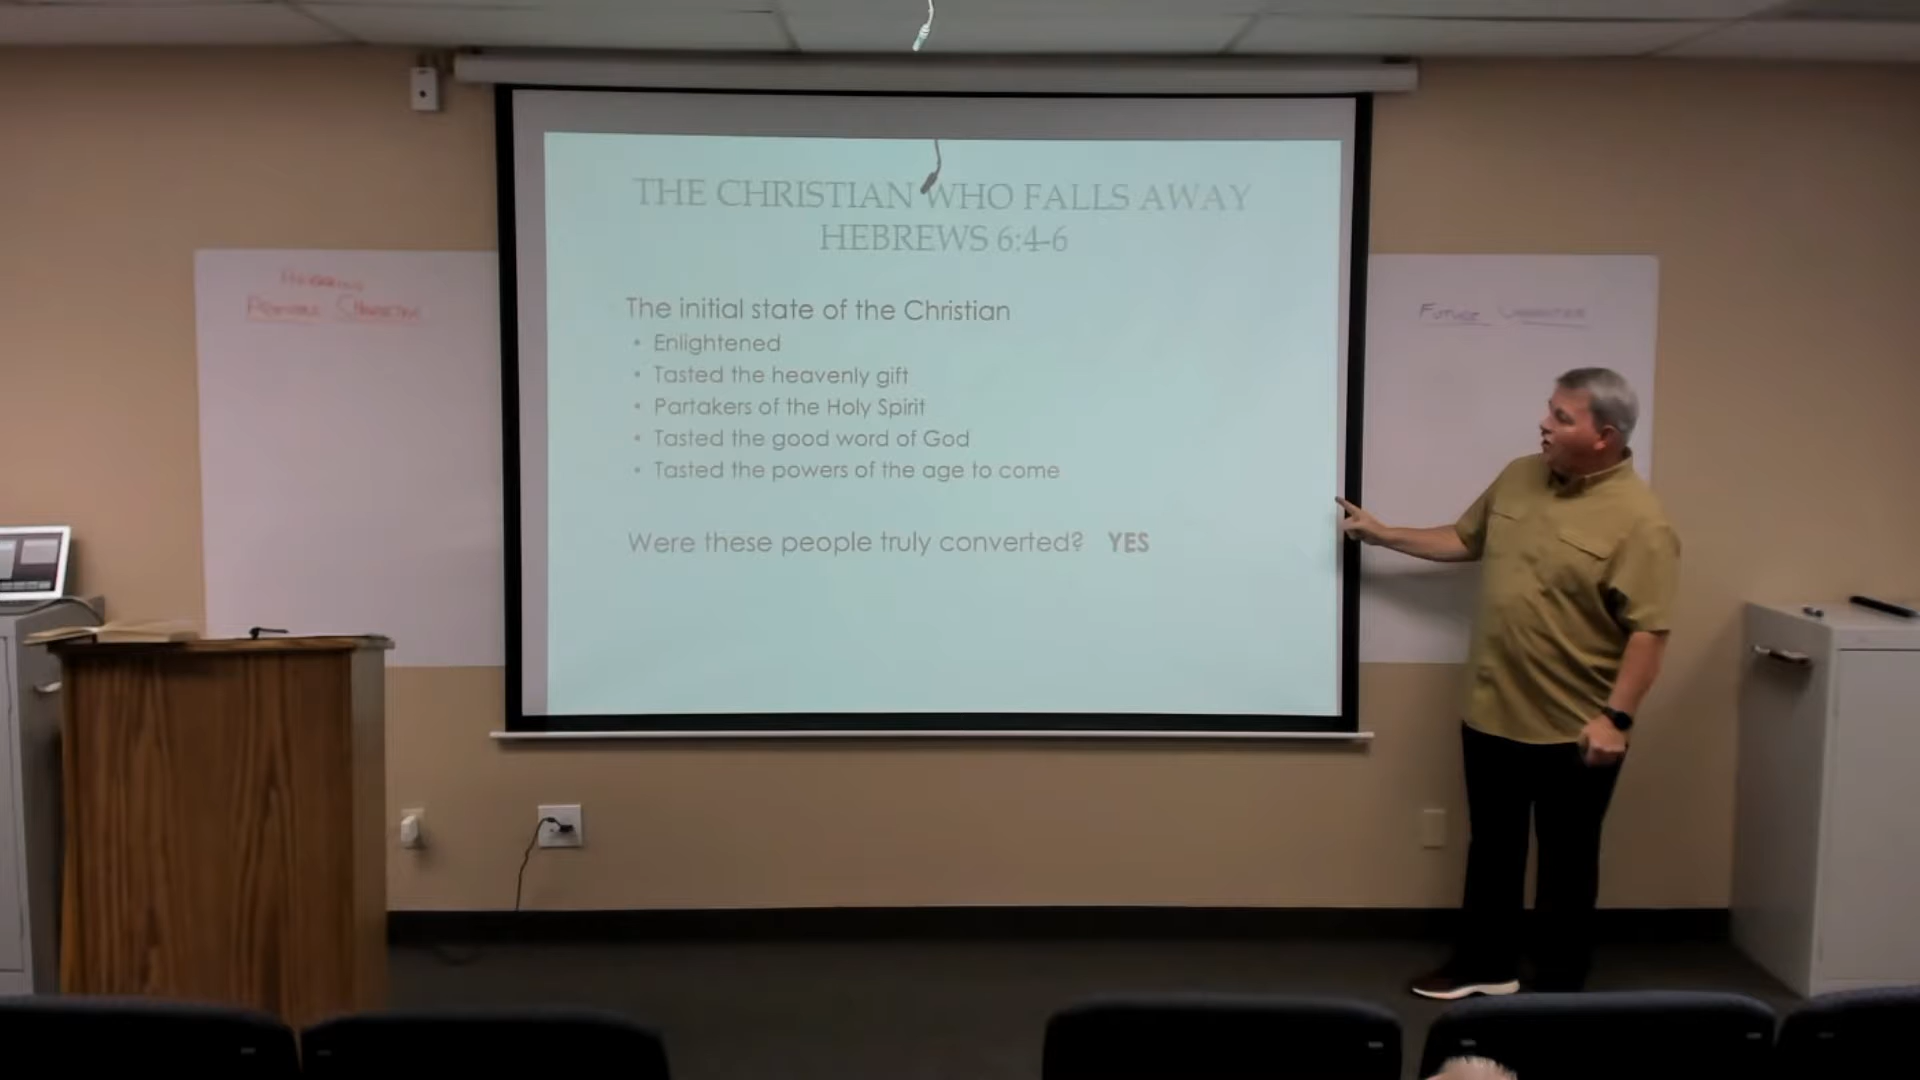 THE CHRISTIAN WHO FALLS AWAY
HEBREWS 6:4-6
The initial state of the Christian
• Enlightened
• Tasted the heavenly gift
• Partakers of the Holy Spirit
• Tasted the good word of God
• Tasted the powers of the age to come
Were these people truly converted? YES
Future